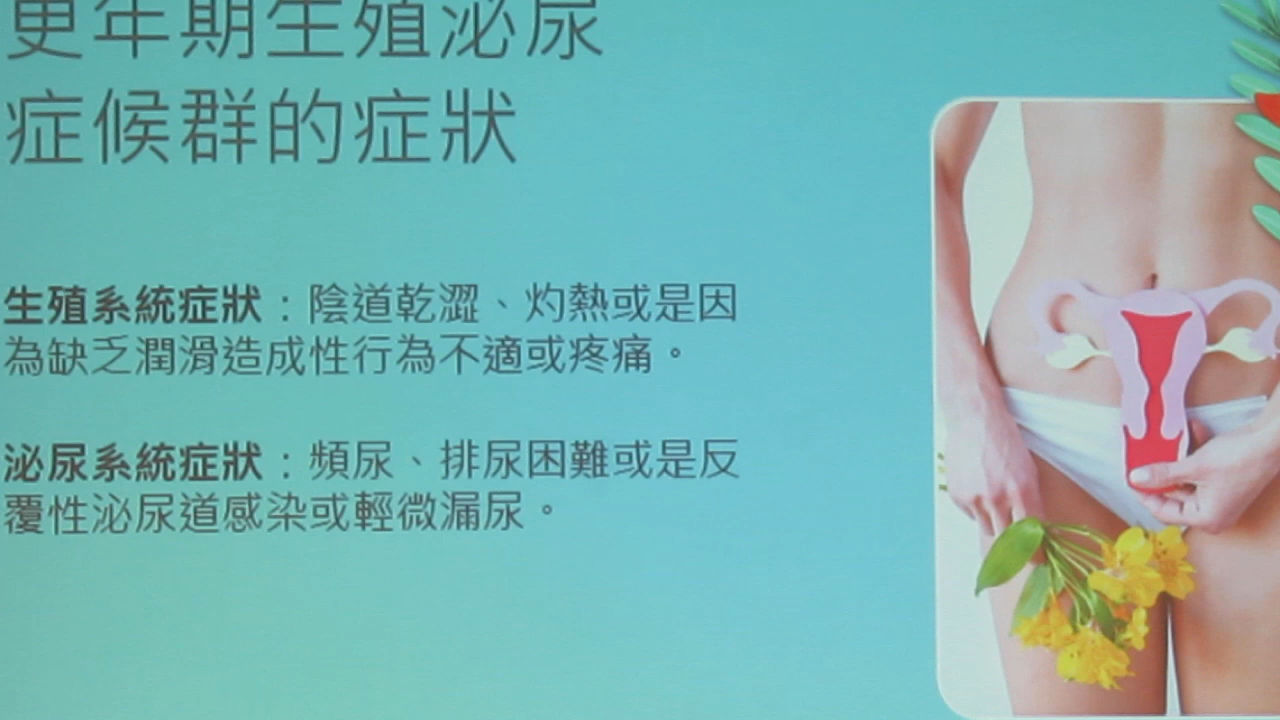 更年期生殖泌尿
症候群的症狀
生殖系統症狀：陰道乾澀、灼熱或是因
為缺乏潤滑造成性行為不適或疼痛。
泌尿系統症狀：頻尿、排尿困難或是反
覆性泌尿道感染或輕微漏尿。